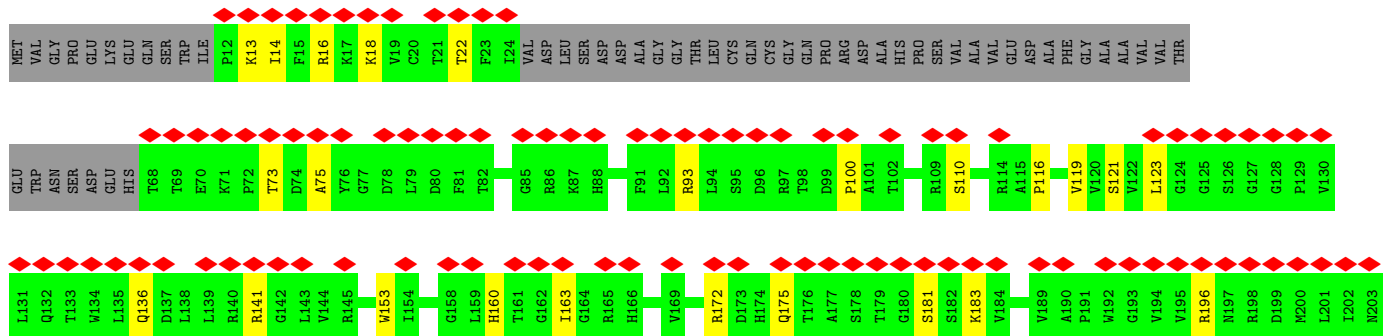 MET VAL GLY PRO GLU LYS GLU GLN SER TRP ILE P12 K13 I14 F15 R16 K17 K18 V19 C20 T21 T22 F23 I24 VAL ASP LEU SER ASP ASP ALA GLY GLY THR LEU CYS GLN CYS GLY GLN PRO ARG ASP ALA HIS PRO SER VAL ALA VAL GLU ASP ALA PHE GLY ALA ALA VAL VAL THR
GLU TRP ASN SER ASP GLU HIS T68 T69 E70 K71 P72 T73 D74 A75 Y76 G77 D78 L79 D80 F81 T82 G85 R86 K87 H88 F91 L92 R93 L94 S95 D96 R97 T98 D99 P100 A101 T102 R109 S110 R114 A115 P116 V119 V120 S121 V122 L123 G124 G125 S126 G127 G128 P129 V130
L131 Q132 T133 W134 L135 Q136 D137 L138 L139 R140 R141 G142 L143 V144 R145 W153 I154 G158 L159 H160 T161 G162 I163 G164 R165 H166 V169 R172 D173 H174 Q175 T176 A177 S178 T179 G180 S181 S182 K183 V184 V189 A190 P191 W192 G193 V194 V195 R196 N197 R198 D199 M200 L201 I202 N203